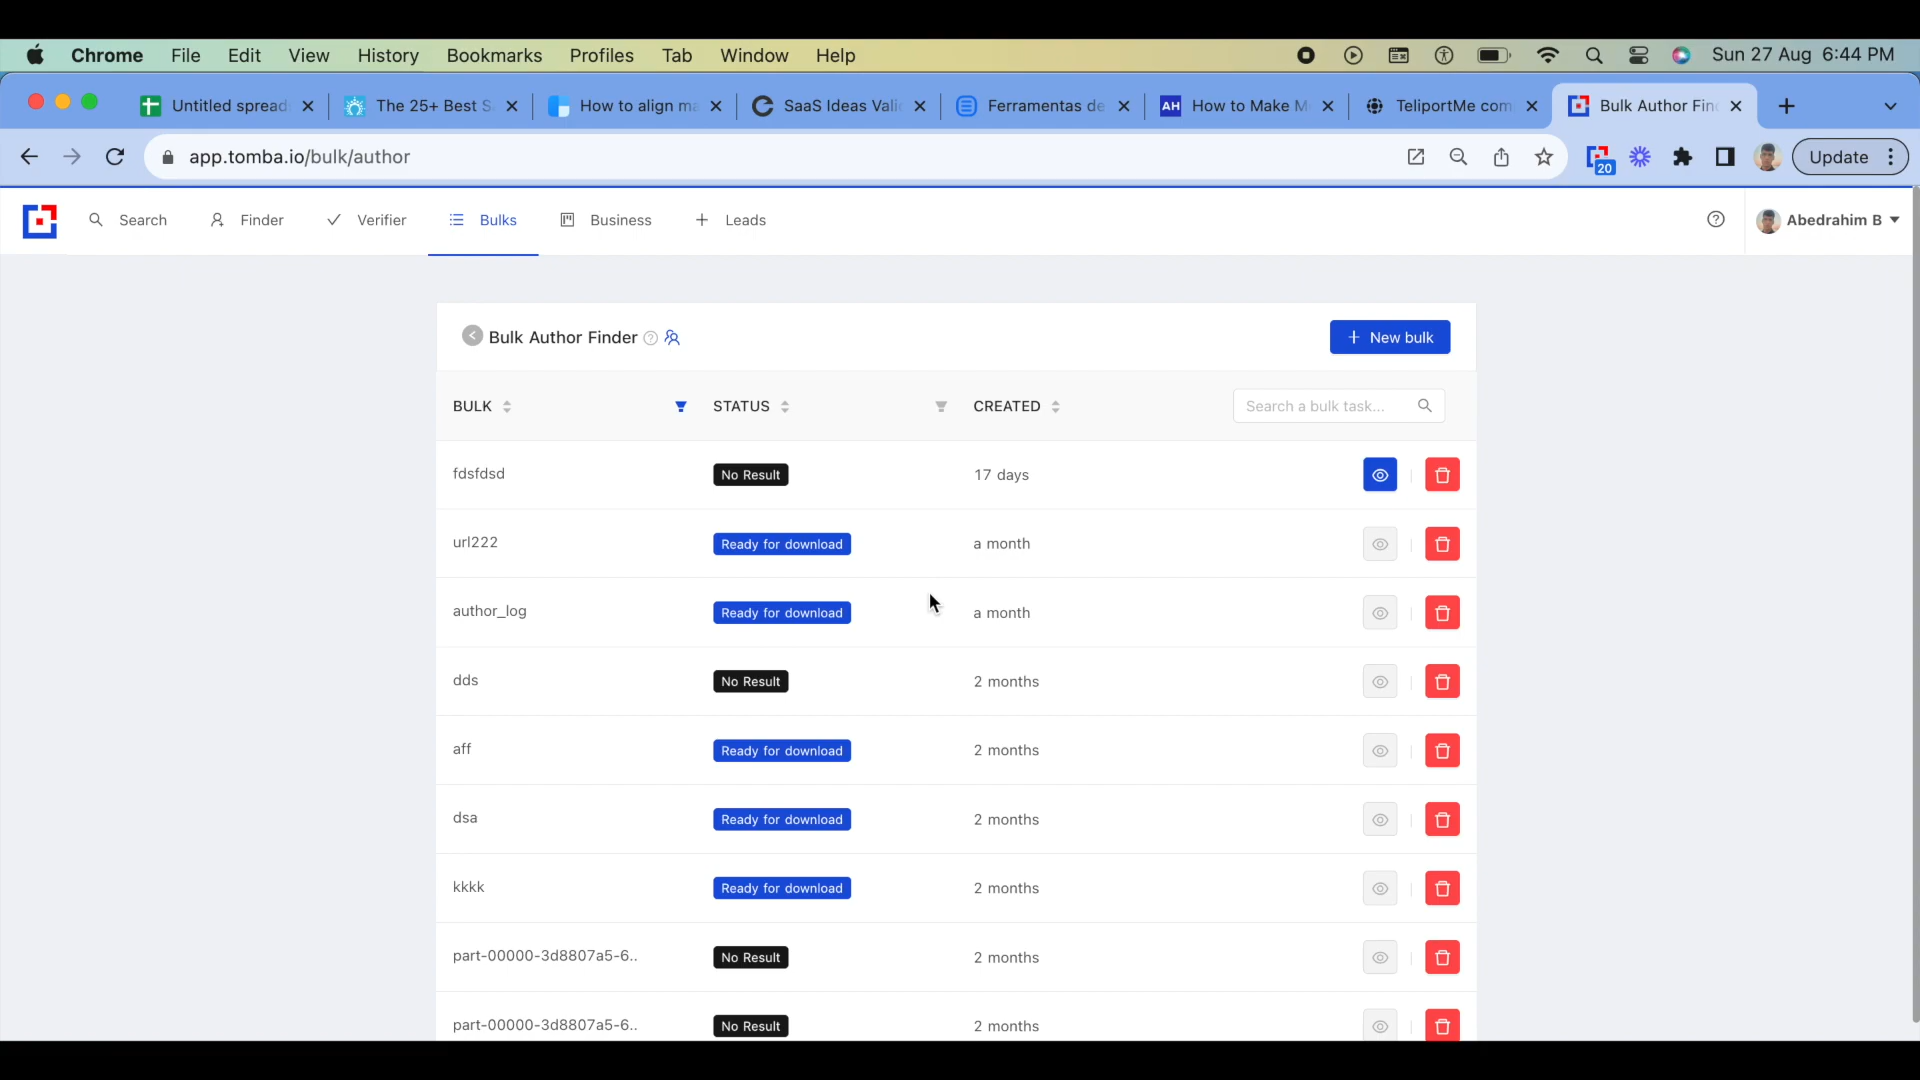 Chrome File Edit View History Bookmarks Profiles Tab Window Help Sun 27 Aug 6:44 PM
Untitled spread The 25+ Best S How to align ma SaaS Ideas Vali Ferramentas de AH How to Make M TeliportMe com Bulk Author Fin
app.tomba.io/bulk/author 20 Update
Search Finder Verifier Bulks Business Leads Abedrahim B
Bulk Author Finder New bulk
BULK STATUS CREATED Search a bulk task...
fdsfdsd No Result 17 days
url222 Ready for download a month
author_log Ready for download a month
dds No Result 2 months
aff Ready for download 2 months
dsa Ready for download 2 months
kkkk Ready for download 2 months
part-00000-3d8807a5-6.. No Result 2 months
part-00000-3d8807a5-6.. No Result 2 months